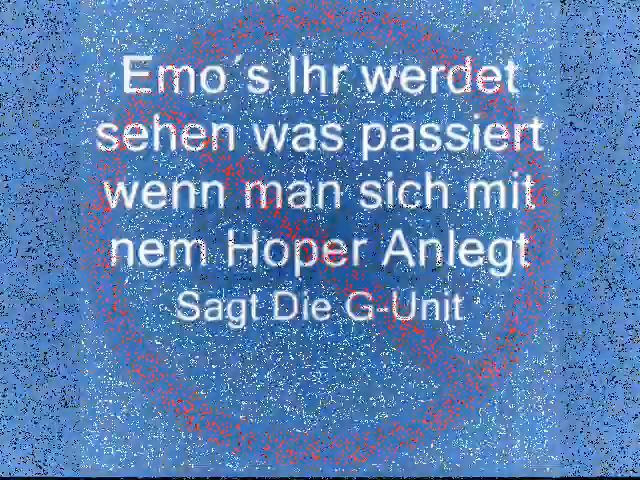 Emo´s Ihr werdet
sehen was passiert
wenn man sich mit
nem Hoper Anlegt
Sagt Die G-Unit